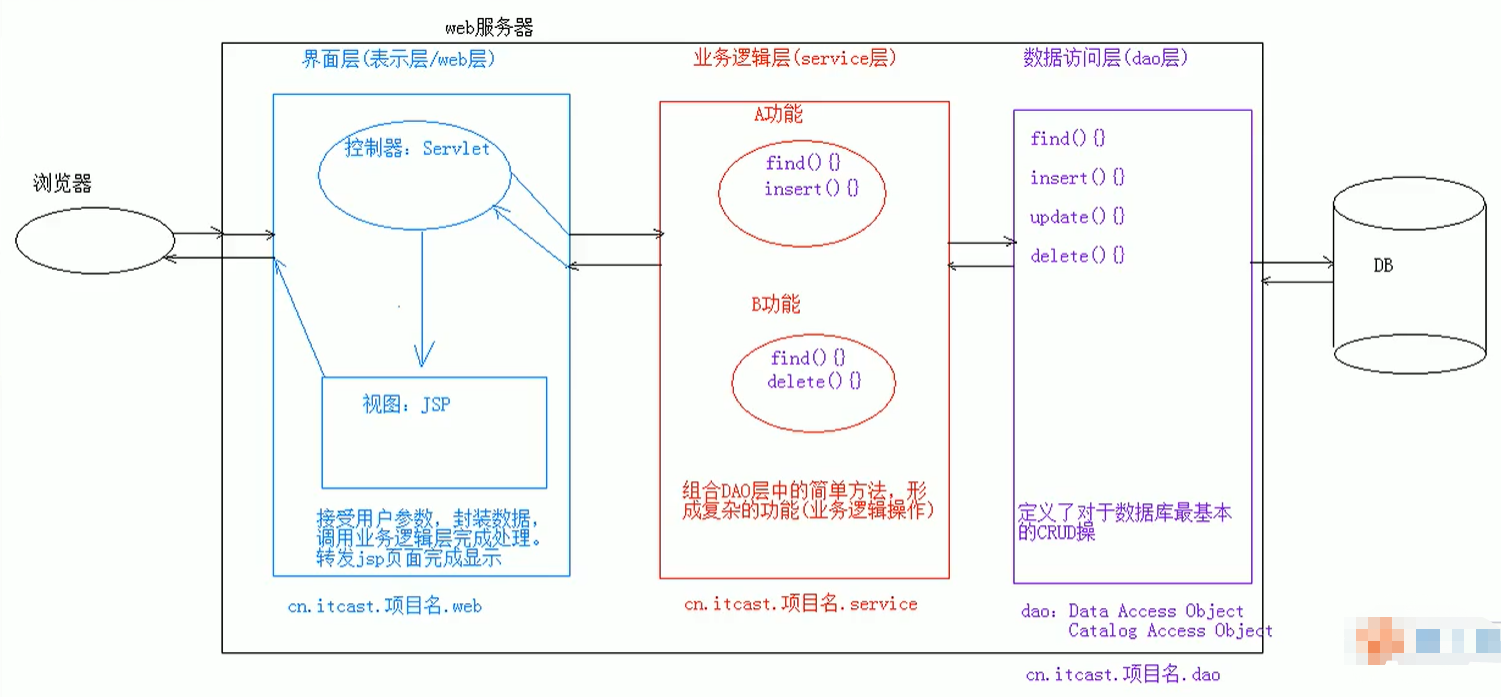 web服务器
浏览器
界面层(表示层/web层)
控制器: Servlet
视图: JSP
接受用户参数, 封装数据,
调用业务逻辑层完成处理。
转发jsp页面完成显示
cn.itcast.项目名.web
业务逻辑层(service层)
A功能
find(){}
insert(){}
B功能
find(){}
delete(){}
组合DAO层中的简单方法, 形
成复杂的功能(业务逻辑操作)
cn.itcast.项目名.service
数据访问层(dao层)
find(){}
insert(){}
update(){}
delete(){}
定义了对于数据库最基本
的CRUD操
dao: Data Access Object
Catalog Access Object
cn.itcast.项目名.dao
DB